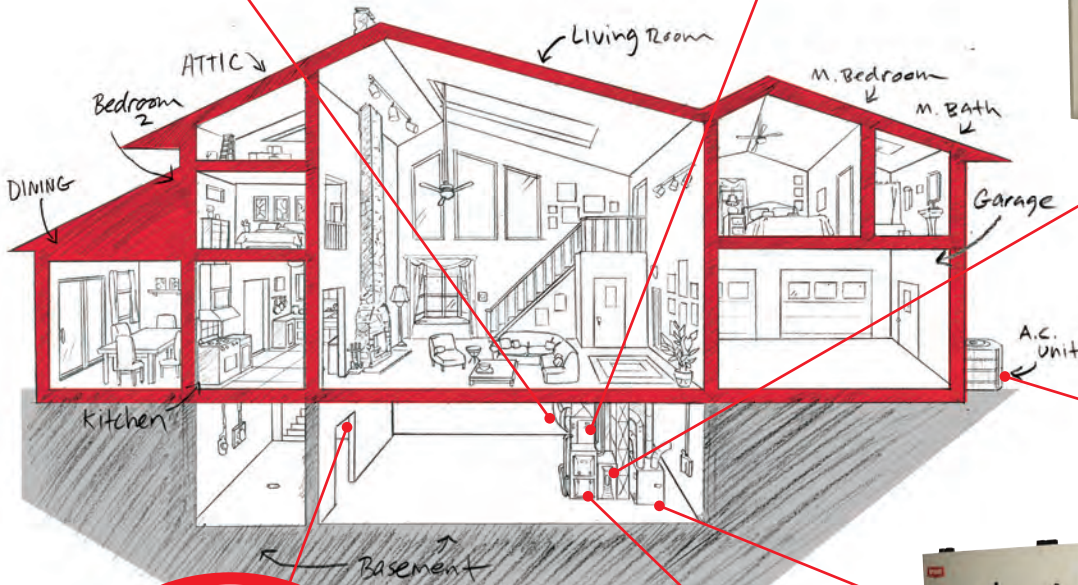 Living Room
ATTIC
M. Bedroom
Bedroom
2
M. Bath
DINING
Garage
A.C.
Unit
Kitchen
Basement